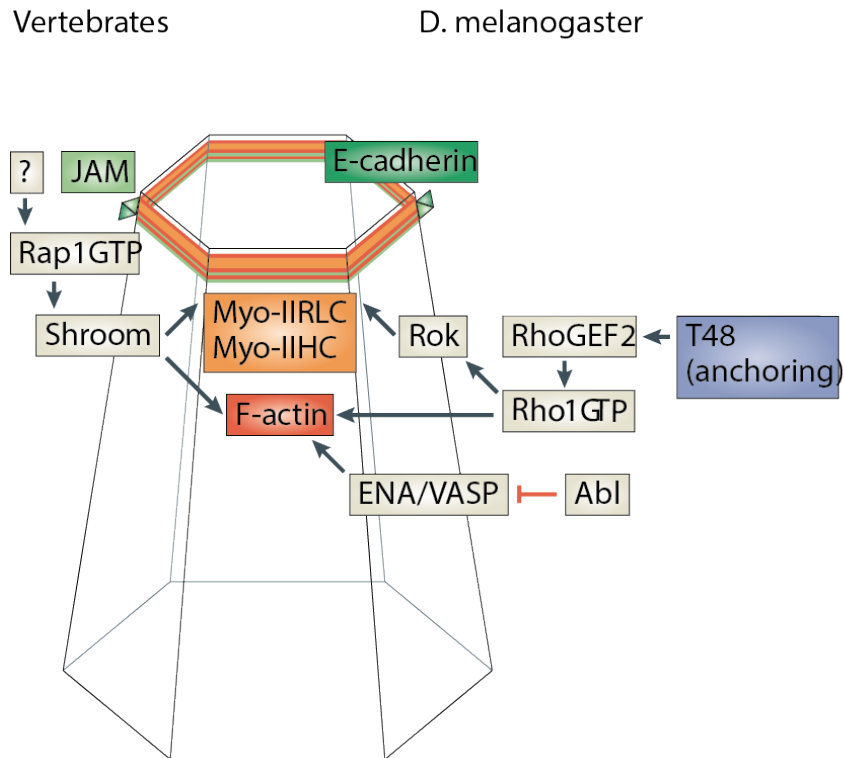 Vertebrates
D. melanogaster
E-cadherin
?
JAM
Rap1GTP
Myo-IIRLC
Myo-IIHC
Shroom
Rok
RhoGEF2
T48
(anchoring)
F-actin
Rho1GTP
ENA/VASP
Abl